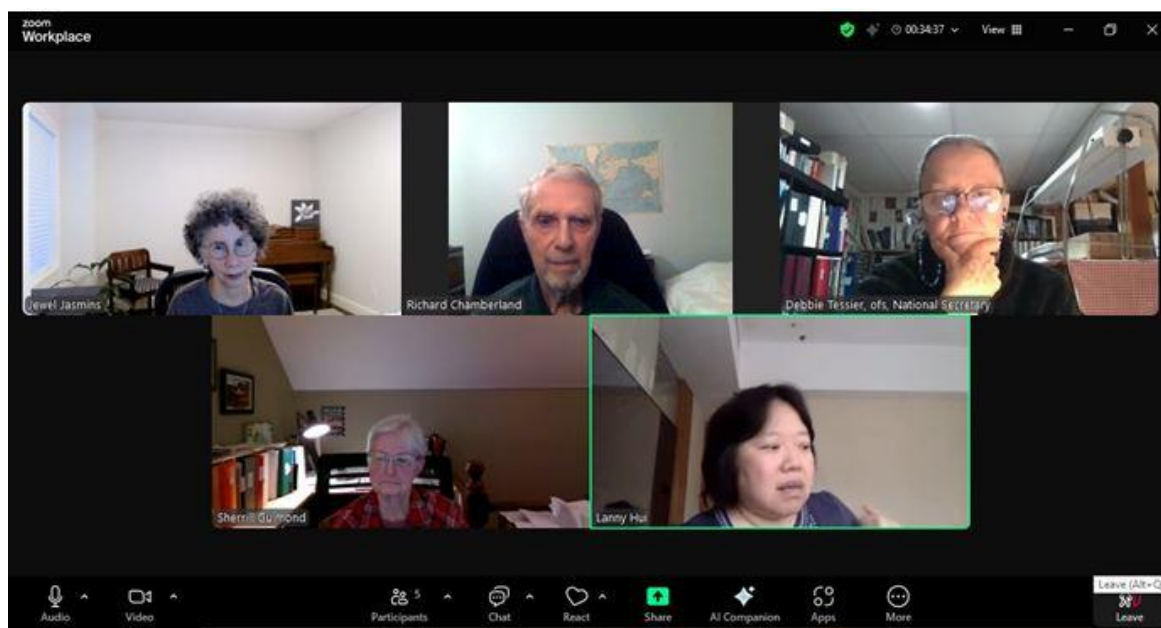 zoom
Workplace
00:34:37
View
Jewel Jasmins
Richard Chamberland
Debbie Tessier, ofs, National Secretary
Sherrill Guimond
Lanny Hui
Audio
Video
Participants
5
Chat
React
Share
AI Companion
Apps
More
Leave (Alt+Q
Leave